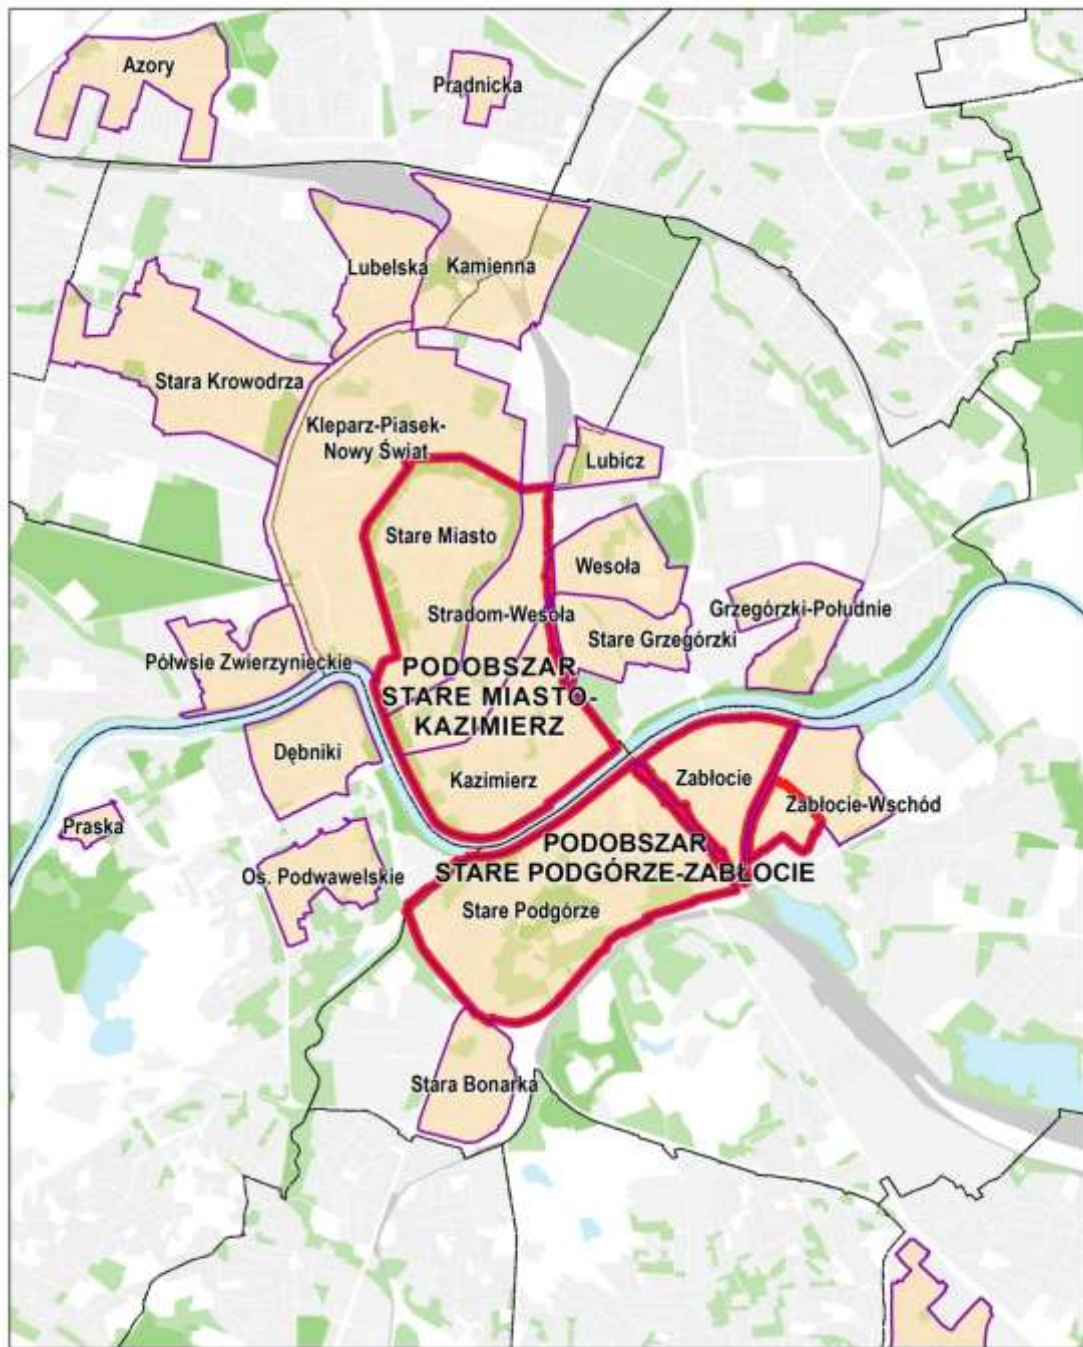 Azory
Prądnicka
Lubelska
Kamienna
Stara Krowodrza
Kleparz-Piasek-
Nowy Świat
Lubicz
Stare Miasto
Wesoła
Stradom-Wesoła
Grzegórzki-Południe
Stare Grzegórzki
Półwsie Zwierzynieckie
PODOBSZAR
STARE MIASTO-
KAZIMIERZ
Dębniki
Kazimierz
Zabłocie
Zabłocie-Wschód
Praska
PODOBSZAR
STARE PODGÓRZE-ZABŁOCIE
Os. Podwawelskie
Stare Podgórze
Stara Bonarka